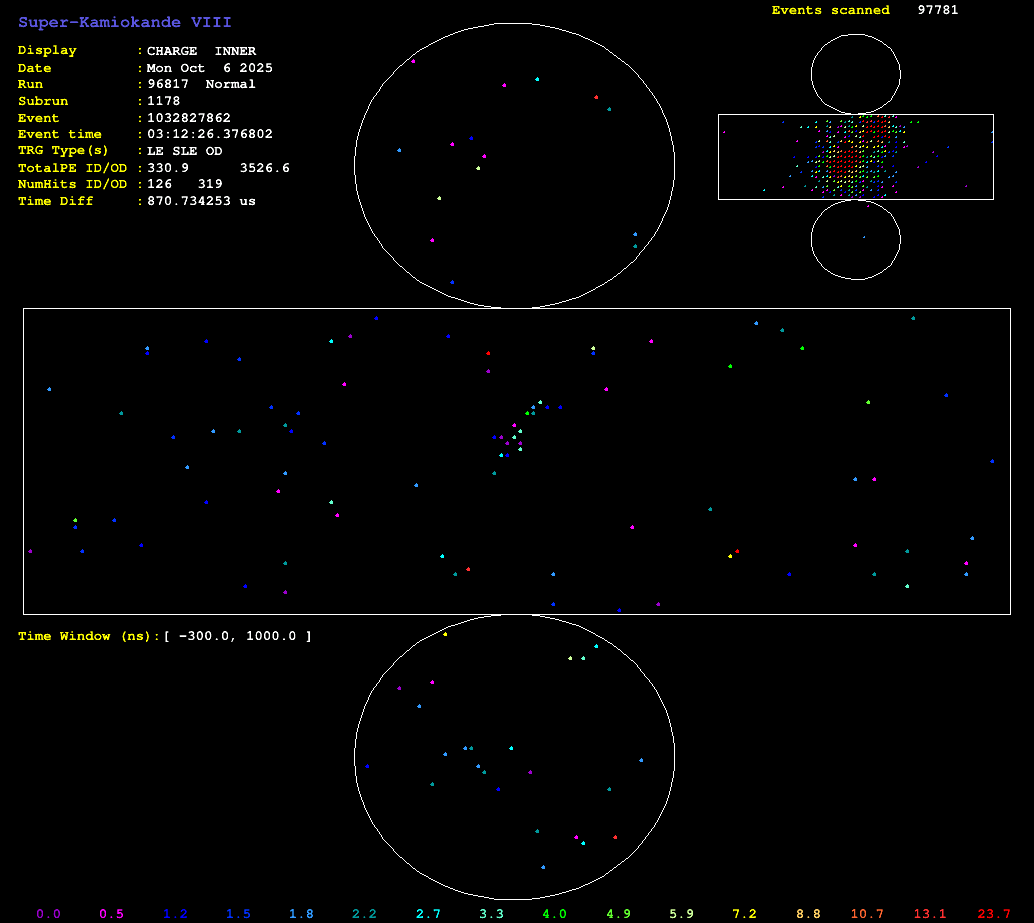 Super-Kamiokande VIII
Events scanned 97781
Display :CHARGE INNER
Date :Mon Oct 6 2025
Run :96817 Normal
Subrun :1178
Event :1032827862
Event time :03:12:26.376802
TRG Type(s) :LE SLE OD
TotalPE ID/OD :330.9 3526.6
NumHits ID/OD :126 319
Time Diff :870.734253 us
Time Window (ns):[ -300.0, 1000.0 ]
0.0 0.5 1.2 1.5 1.8 2.2 2.7 3.3 4.0 4.9 5.9 7.2 8.8 10.7 13.1 23.7